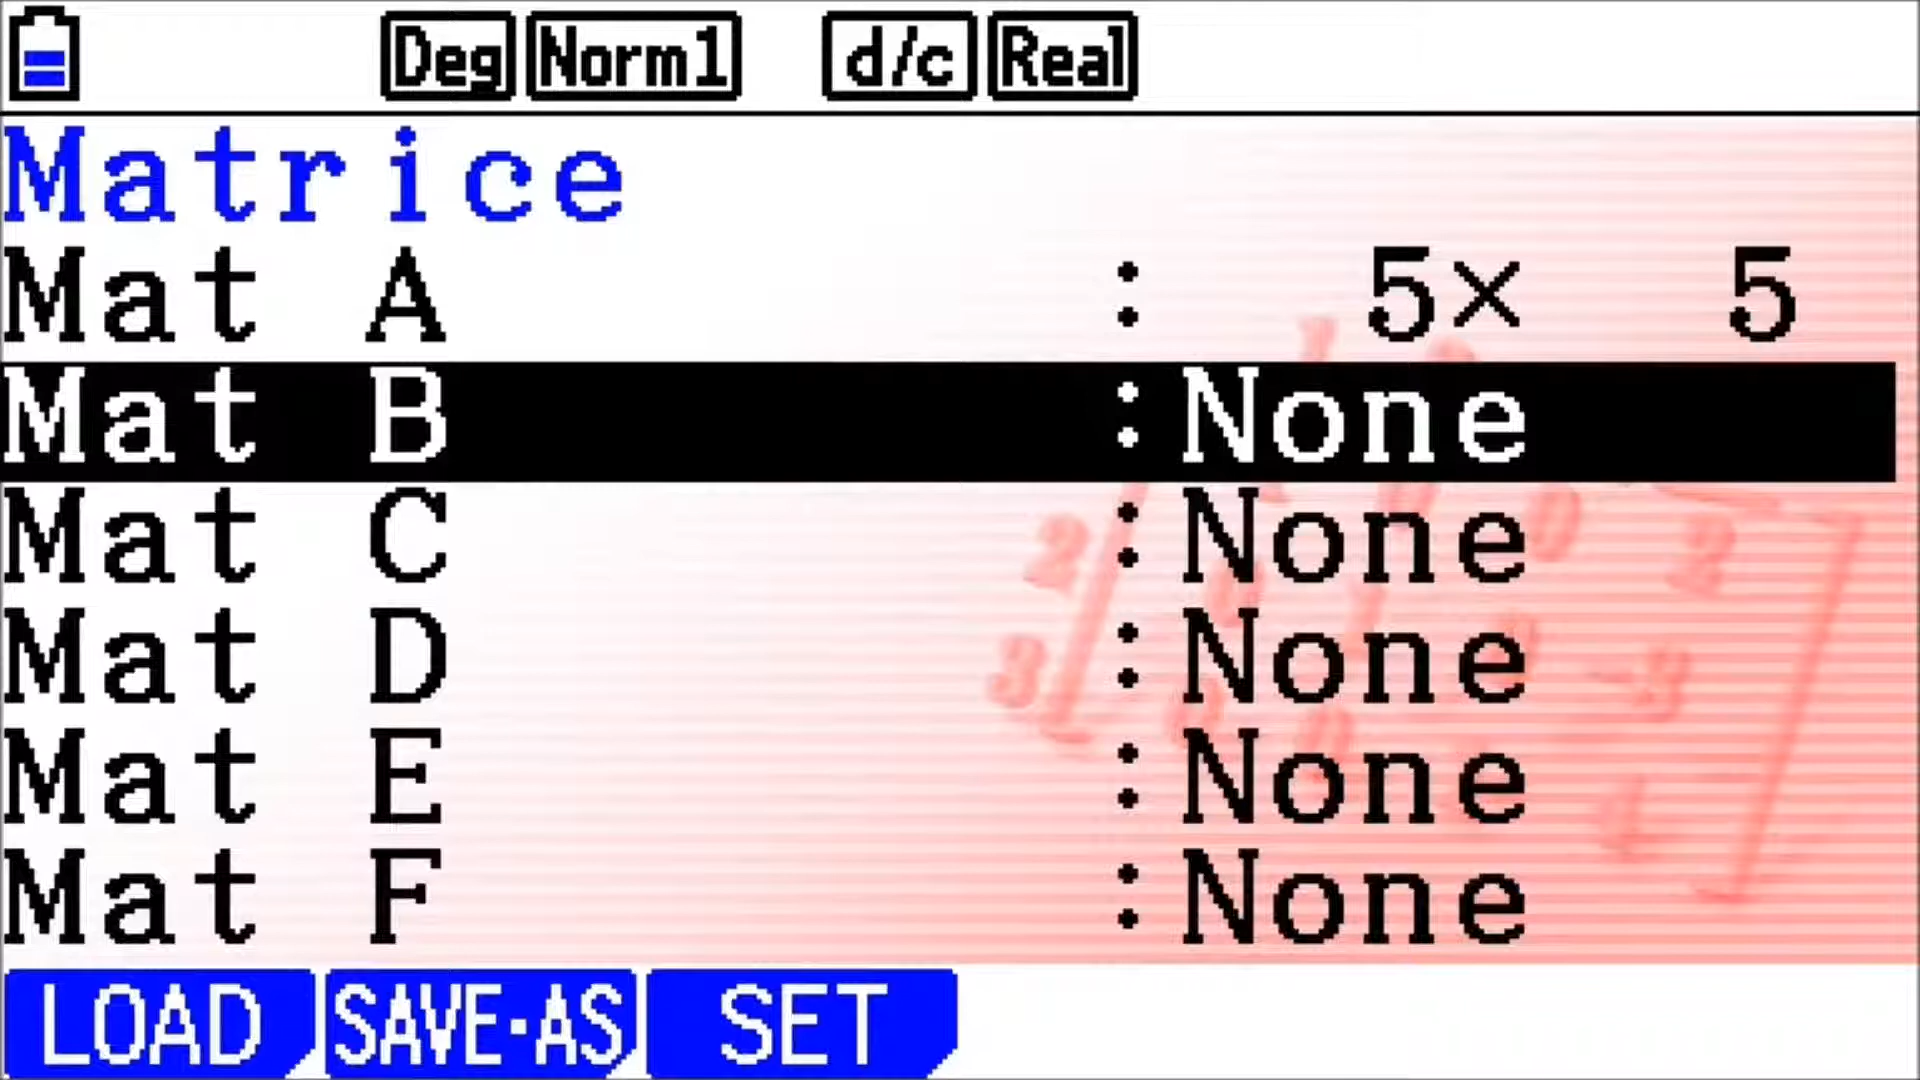 Deg Norm1 d/c Real
Matrice
Mat A : 5× 5
Mat B :None
Mat C :None
Mat D :None
Mat E :None
Mat F :None
LOAD SAVE·AS SET